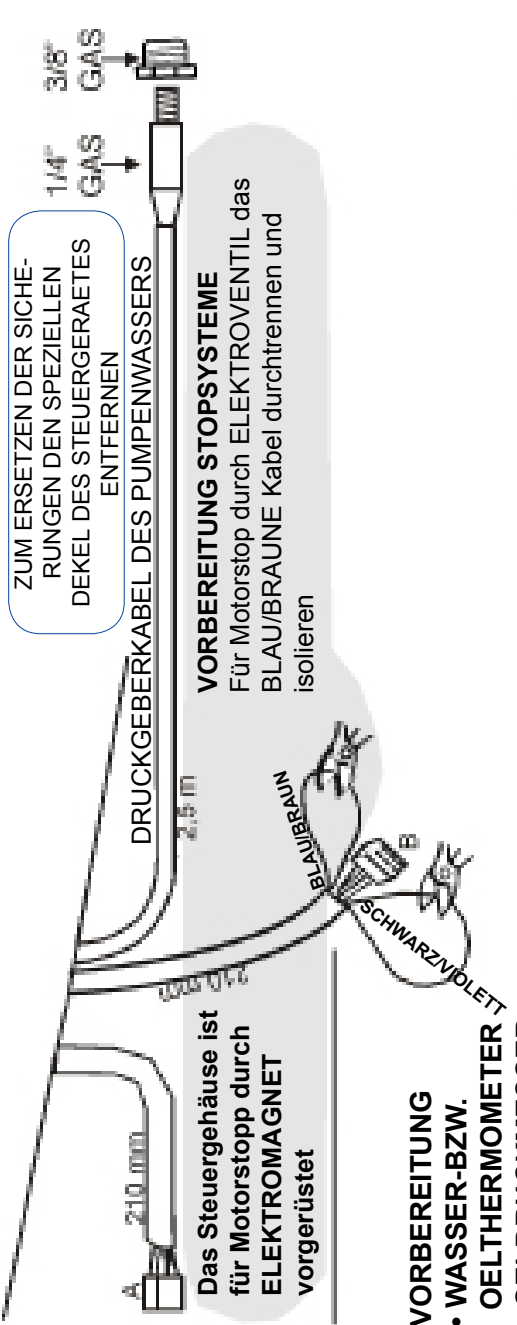 3/8"
GAS
1/4"
GAS
ZUM ERSETZEN DER SICHE-
RUNGEN DEN SPEZIELLEN
DEKEL DES STEUERGERAETES
ENTFERNEN
DRUCKGEBERKABEL DES PUMPENWASSERS
2,5 m
VORBEREITUNG STOPSYSTEME
Für Motorstop durch ELEKTROVENTIL das
BLAU/BRAUNE Kabel durchtrennen und
isolieren
BLAU/BRAUN
B
SCHWARZ/VIOLETT
210 mm
210 mm
A
Das Steuergehäuse ist
für Motorstopp durch
ELEKTROMAGNET
vorgerüstet
VORBEREITUNG
• WASSER-BZW.
OELTHERMOMETER